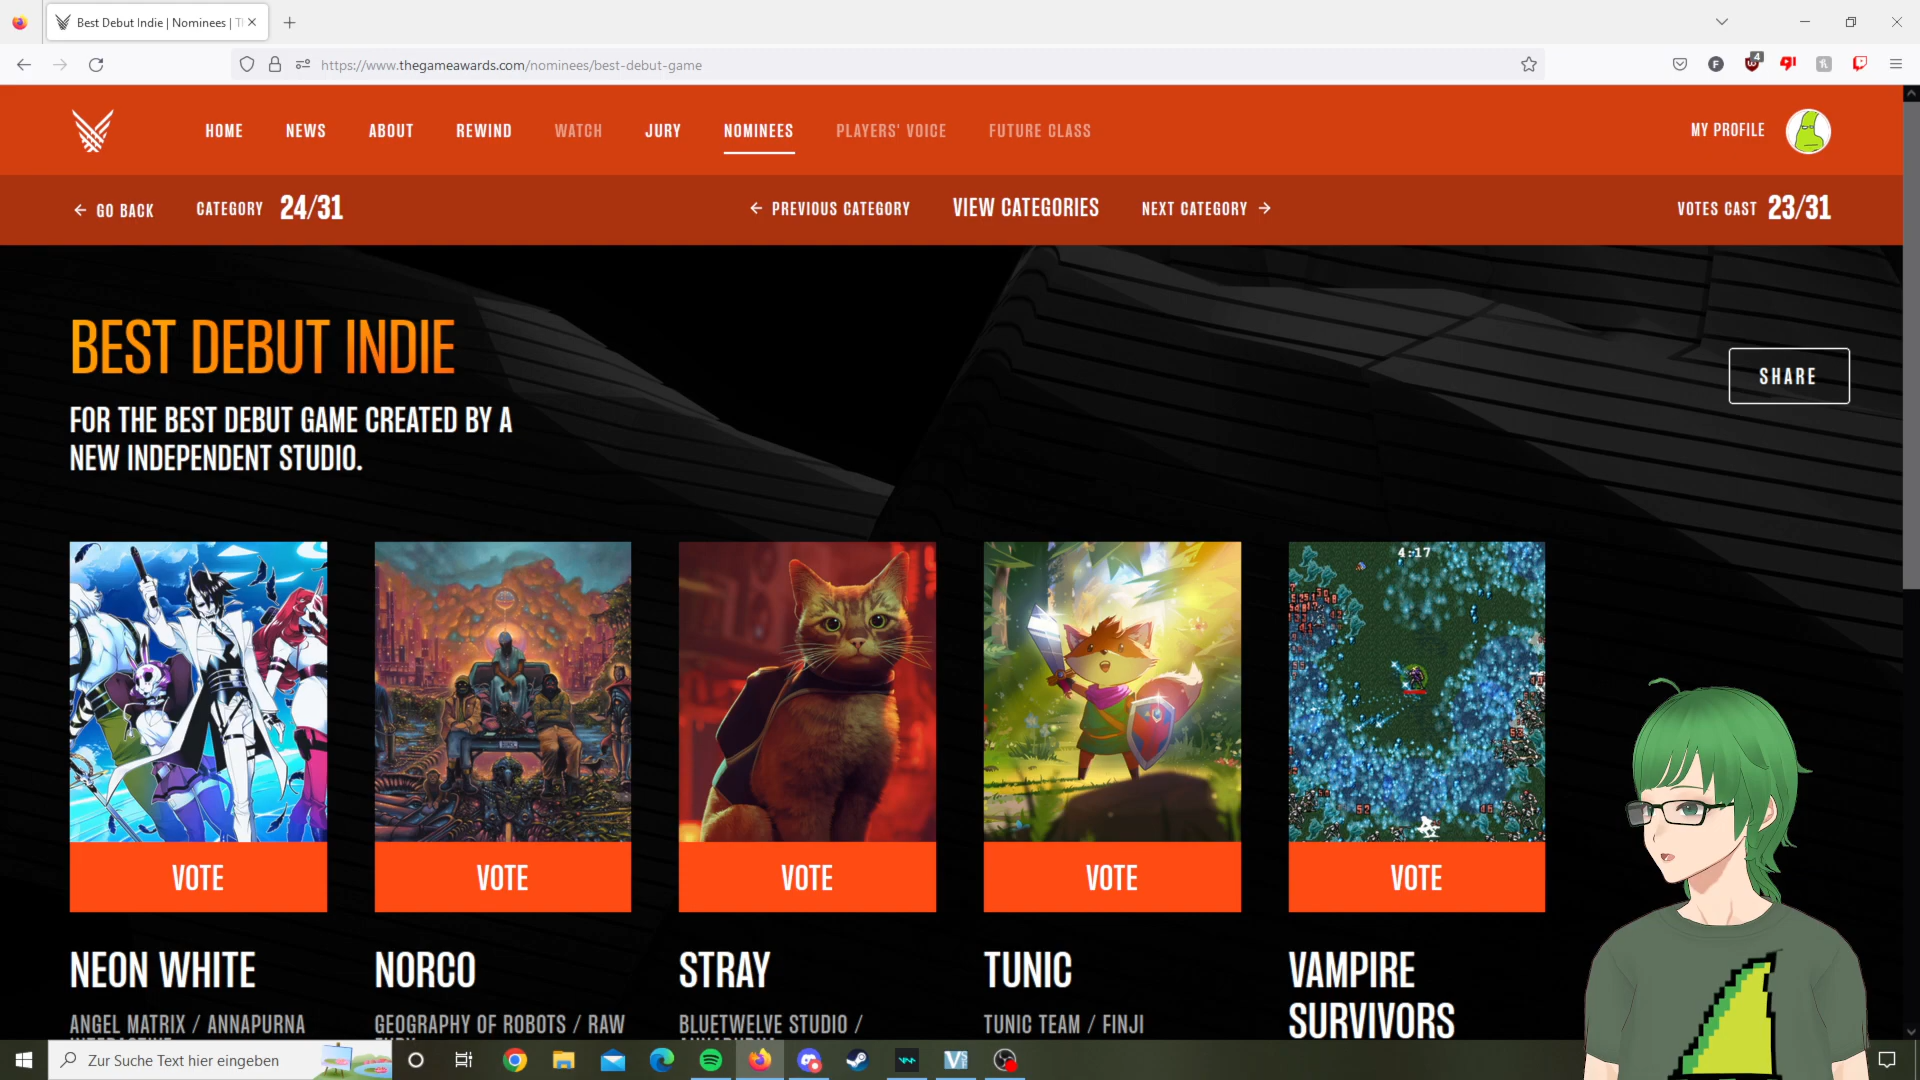 Best Debut Indie | Nominees |
https://www.thegameawards.com/nominees/best-debut-game
4
F
HOME NEWS ABOUT REWIND WATCH JURY NOMINEES PLAYERS' VOICE FUTURE CLASS MY PROFILE
GO BACK CATEGORY 24/31 PREVIOUS CATEGORY VIEW CATEGORIES NEXT CATEGORY VOTES CAST 23/31
BEST DEBUT INDIE
SHARE
FOR THE BEST DEBUT GAME CREATED BY A
NEW INDEPENDENT STUDIO.
4:17
52
VOTE VOTE VOTE VOTE VOTE
NEON WHITE NORCO STRAY TUNIC VAMPIRE
SURVIVORS
ANGEL MATRIX / ANNAPURNA GEOGRAPHY OF ROBOTS / RAW BLUETWELVE STUDIO / TUNIC TEAM / FINJI
Zur Suche Text hier eingeben